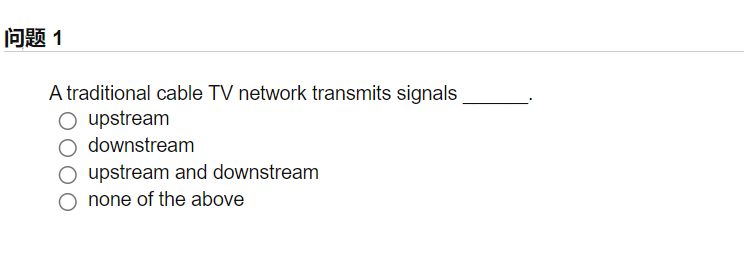 问题 1
A traditional cable TV network transmits signals ______.
upstream
downstream
upstream and downstream
none of the above